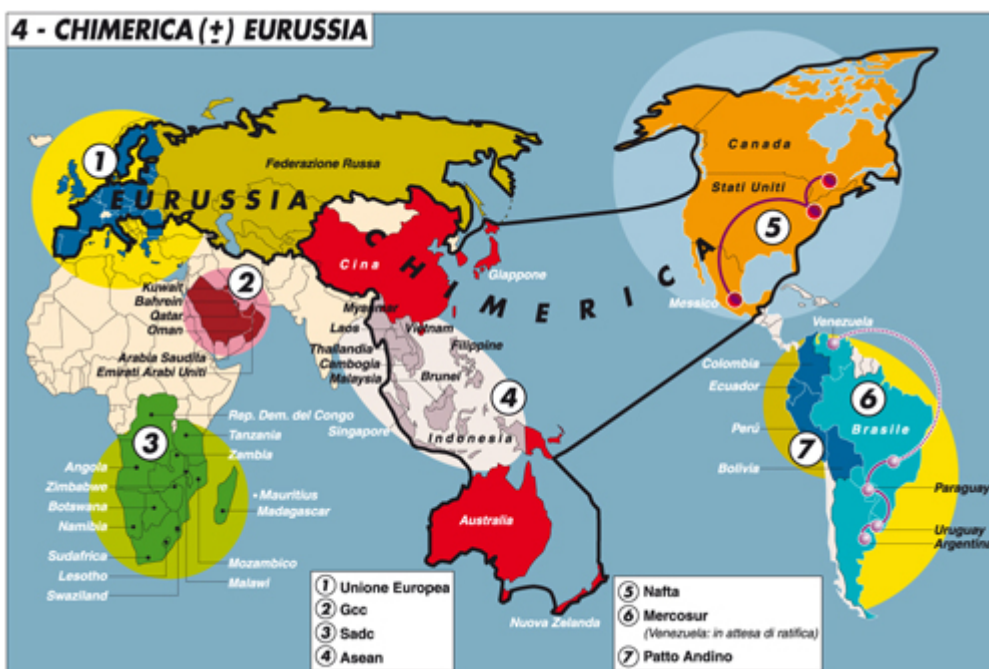 4 - CHIMERICA (±) EURUSSIA
1
EURUSSIA
Federazione Russa
Canada
Stati Uniti
5
Messico
CHIMERICA
Cina
Giappone
2
Kuwait
Bahrein
Qatar
Oman
Arabia Saudita
Emirati Arabi Uniti
Myanmar
Laos
Vietnam
Thailandia
Cambogia
Filippine
Malaysia
Brunei
Singapore
Indonesia
4
Venezuela
Colombia
Ecuador
6
Brasile
Perú
7
Bolivia
Paraguay
Uruguay
Argentina
3
Rep. Dem. del Congo
Tanzania
Zambia
Angola
Zimbabwe
Botswana
Namibia
Mauritius
Madagascar
Sudafrica
Lesotho
Swaziland
Mozambico
Malawi
Australia
Nuova Zelanda
1 Unione Europea
2 Gcc
3 Sadc
4 Asean
5 Nafta
6 Mercosur
(Venezuela: in attesa di ratifica)
7 Patto Andino